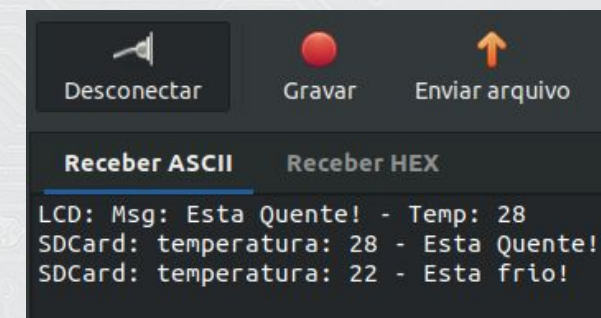 Desconectar Gravar Enviar arquivo
Receber ASCII Receber HEX
LCD: Msg: Esta Quente! - Temp: 28
SDCard: temperatura: 28 - Esta Quente!
SDCard: temperatura: 22 - Esta frio!